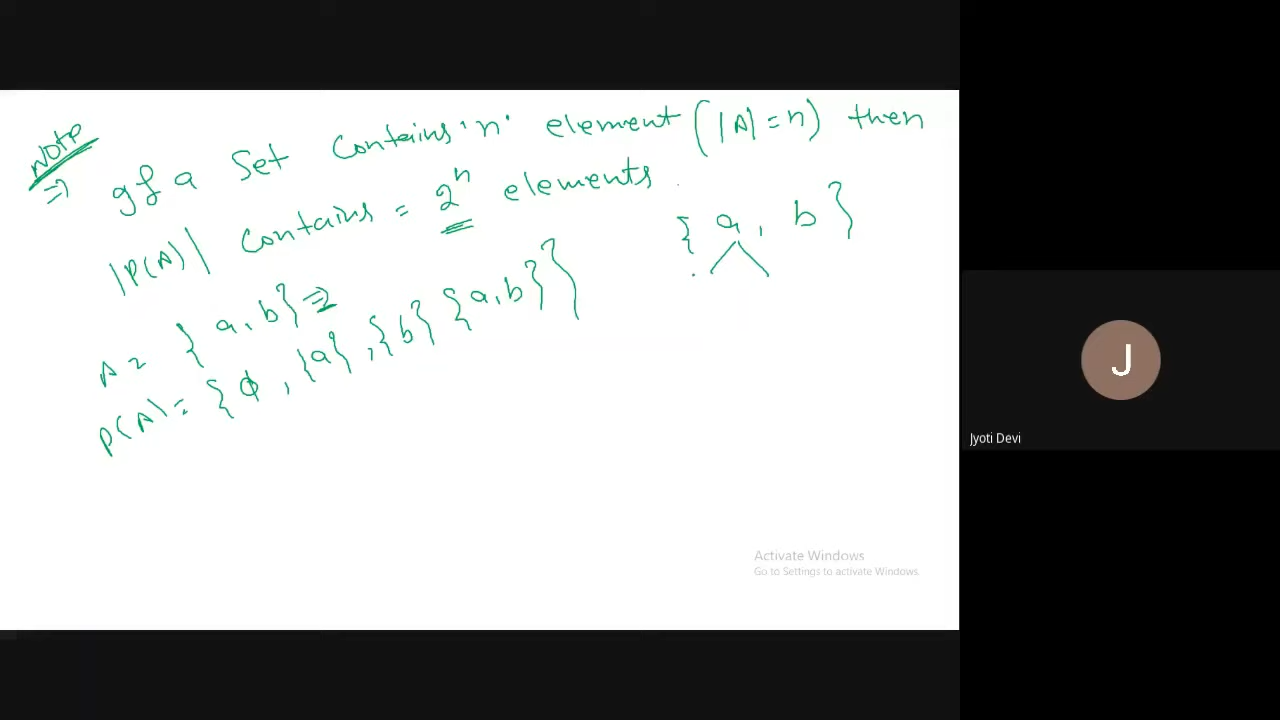 Note
⇒ If a Set Contains 'n' element (|A| = n) then
|P(A)| Contains = 2ⁿ elements.
{ a, b }
A = { a, b } ⇒
P(A) = { ϕ, {a}, {b} {a, b} }
J
Jyoti Devi
Activate Windows
Go to Settings to activate Windows.